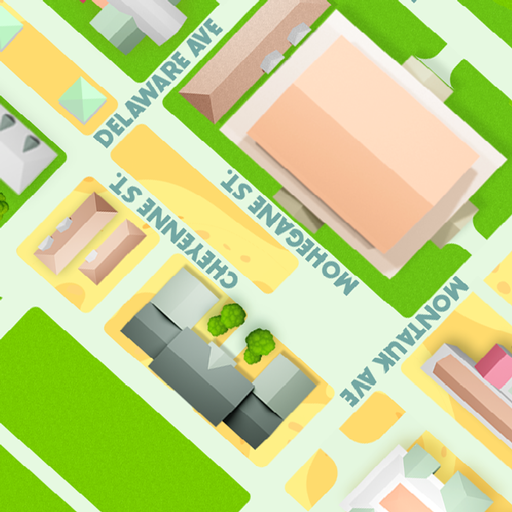 DELAWARE AVE
CHEYENNE ST.
MOHEGANE ST.
MONTAUK AVE